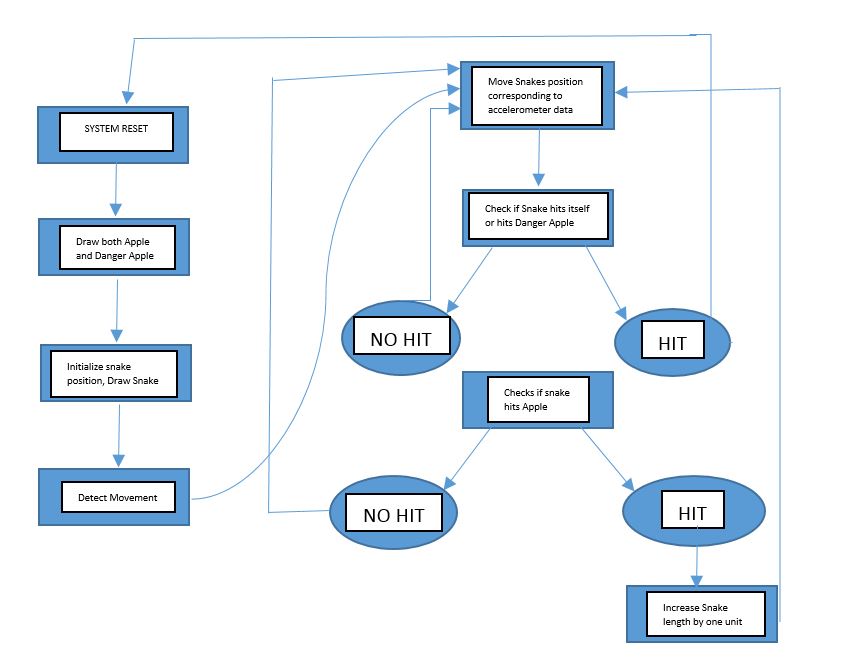 SYSTEM RESET
Draw both Apple
and Danger Apple
Initialize snake
position, Draw Snake
Detect Movement
Move Snakes position
corresponding to
accelerometer data
Check if Snake hits itself
or hits Danger Apple
NO HIT
HIT
Checks if snake
hits Apple
NO HIT
HIT
Increase Snake
length by one unit